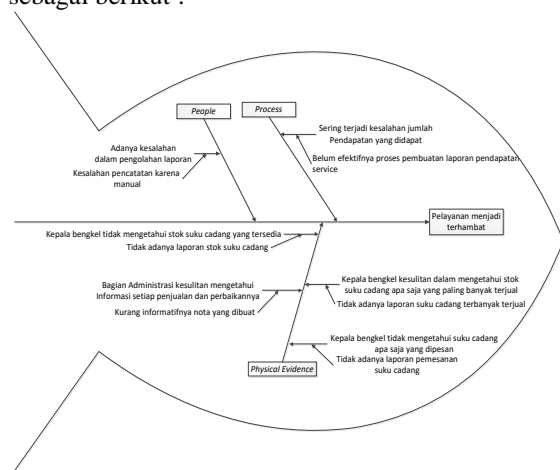 sebagai berikut :
People
Process
Adanya kesalahan
dalam pengolahan laporan
Kesalahan pencatatan karena
manual
Sering terjadi kesalahan jumlah
Pendapatan yang didapat
Belum efektifnya proses pembuatan laporan pendapatan
service
Pelayanan menjadi
terhambat
Kepala bengkel tidak mengetahui stok suku cadang yang tersedia
Tidak adanya laporan stok suku cadang
Bagian Administrasi kesulitan mengetahui
Informasi setiap penjualan dan perbaikannya
Kurang informatifnya nota yang dibuat
Kepala bengkel kesulitan dalam mengetahui stok
suku cadang apa saja yang paling banyak terjual
Tidak adanya laporan suku cadang terbanyak terjual
Kepala bengkel tidak mengetahui suku cadang
apa saja yang dipesan
Tidak adanya laporan pemesanan
suku cadang
Physical Evidence